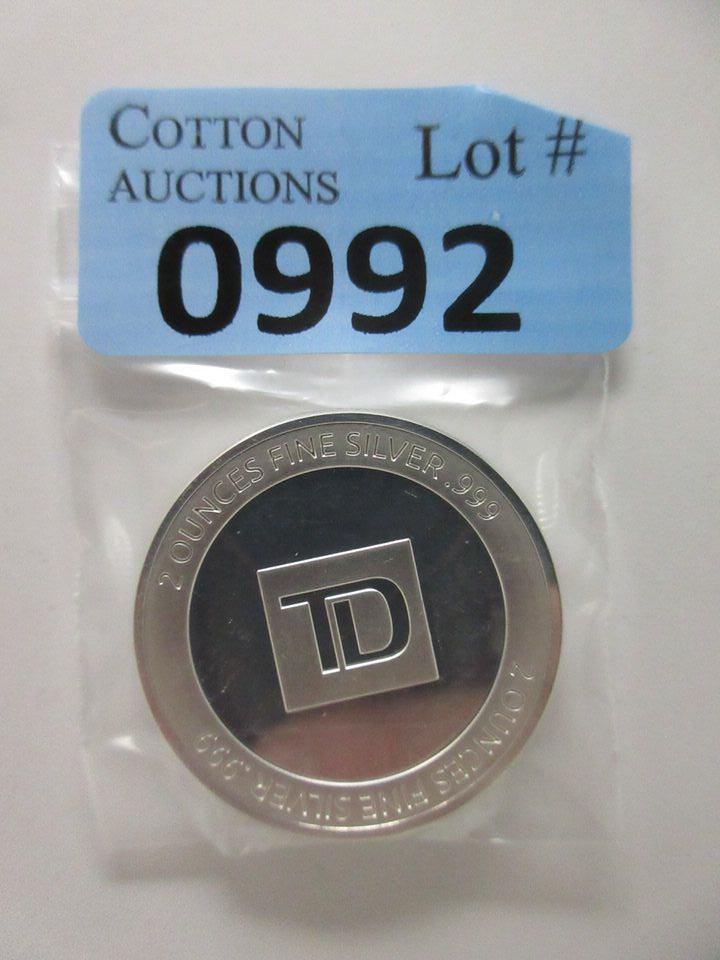 COTTON
AUCTIONS
Lot #
0992
2 OUNCES FINE SILVER .999
TD
2 OUNCES FINE SILVER .999